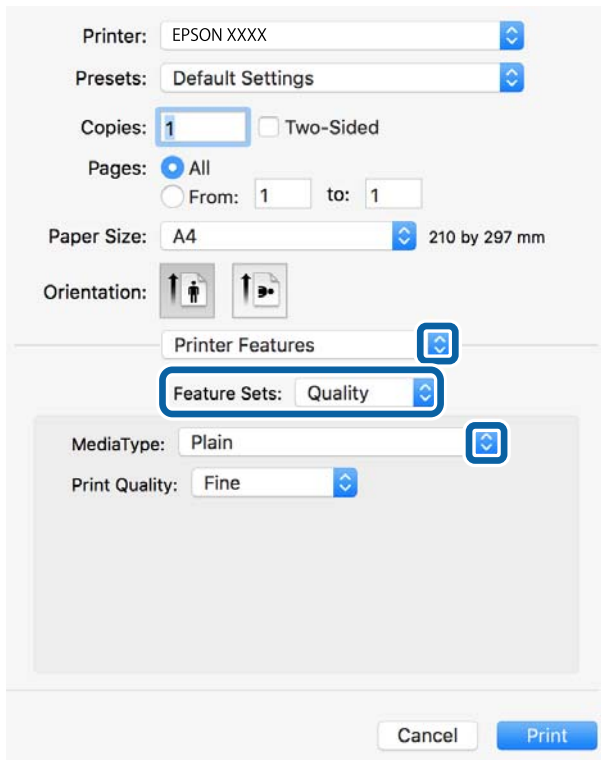 Printer: EPSON XXXX
Presets: Default Settings
Copies: 1 Two-Sided
Pages: All
From: 1 to: 1
Paper Size: A4 210 by 297 mm
Orientation:
Printer Features
Feature Sets: Quality
MediaType: Plain
Print Quality: Fine
Cancel Print